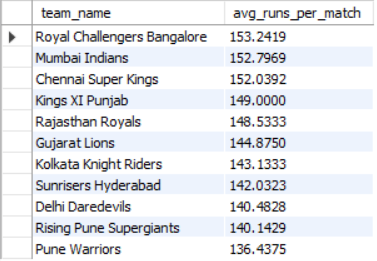 team_name avg_runs_per_match
Royal Challengers Bangalore 153.2419
Mumbai Indians 152.7969
Chennai Super Kings 152.0392
Kings XI Punjab 149.0000
Rajasthan Royals 148.5333
Gujarat Lions 144.8750
Kolkata Knight Riders 143.1333
Sunrisers Hyderabad 142.0323
Delhi Daredevils 140.4828
Rising Pune Supergiants 140.1429
Pune Warriors 136.4375